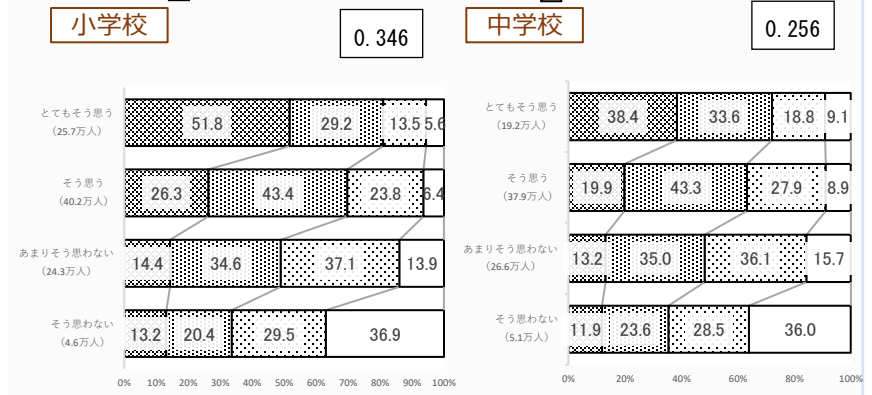 小学校
0.346
とてもそう思う
(25.7万人)
51.8 29.2 13.5 5.6
そう思う
(40.2万人)
26.3 43.4 23.8 6.4
あまりそう思わない
(24.3万人)
14.4 34.6 37.1 13.9
そう思わない
(4.6万人)
13.2 20.4 29.5 36.9
0% 10% 20% 30% 40% 50% 60% 70% 80% 90% 100%
中学校
0.256
とてもそう思う
(19.2万人)
38.4 33.6 18.8 9.1
そう思う
(37.9万人)
19.9 43.3 27.9 8.9
あまりそう思わない
(26.6万人)
13.2 35.0 36.1 15.7
そう思わない
(5.1万人)
11.9 23.6 28.5 36.0
0% 20% 40% 60% 80% 100%